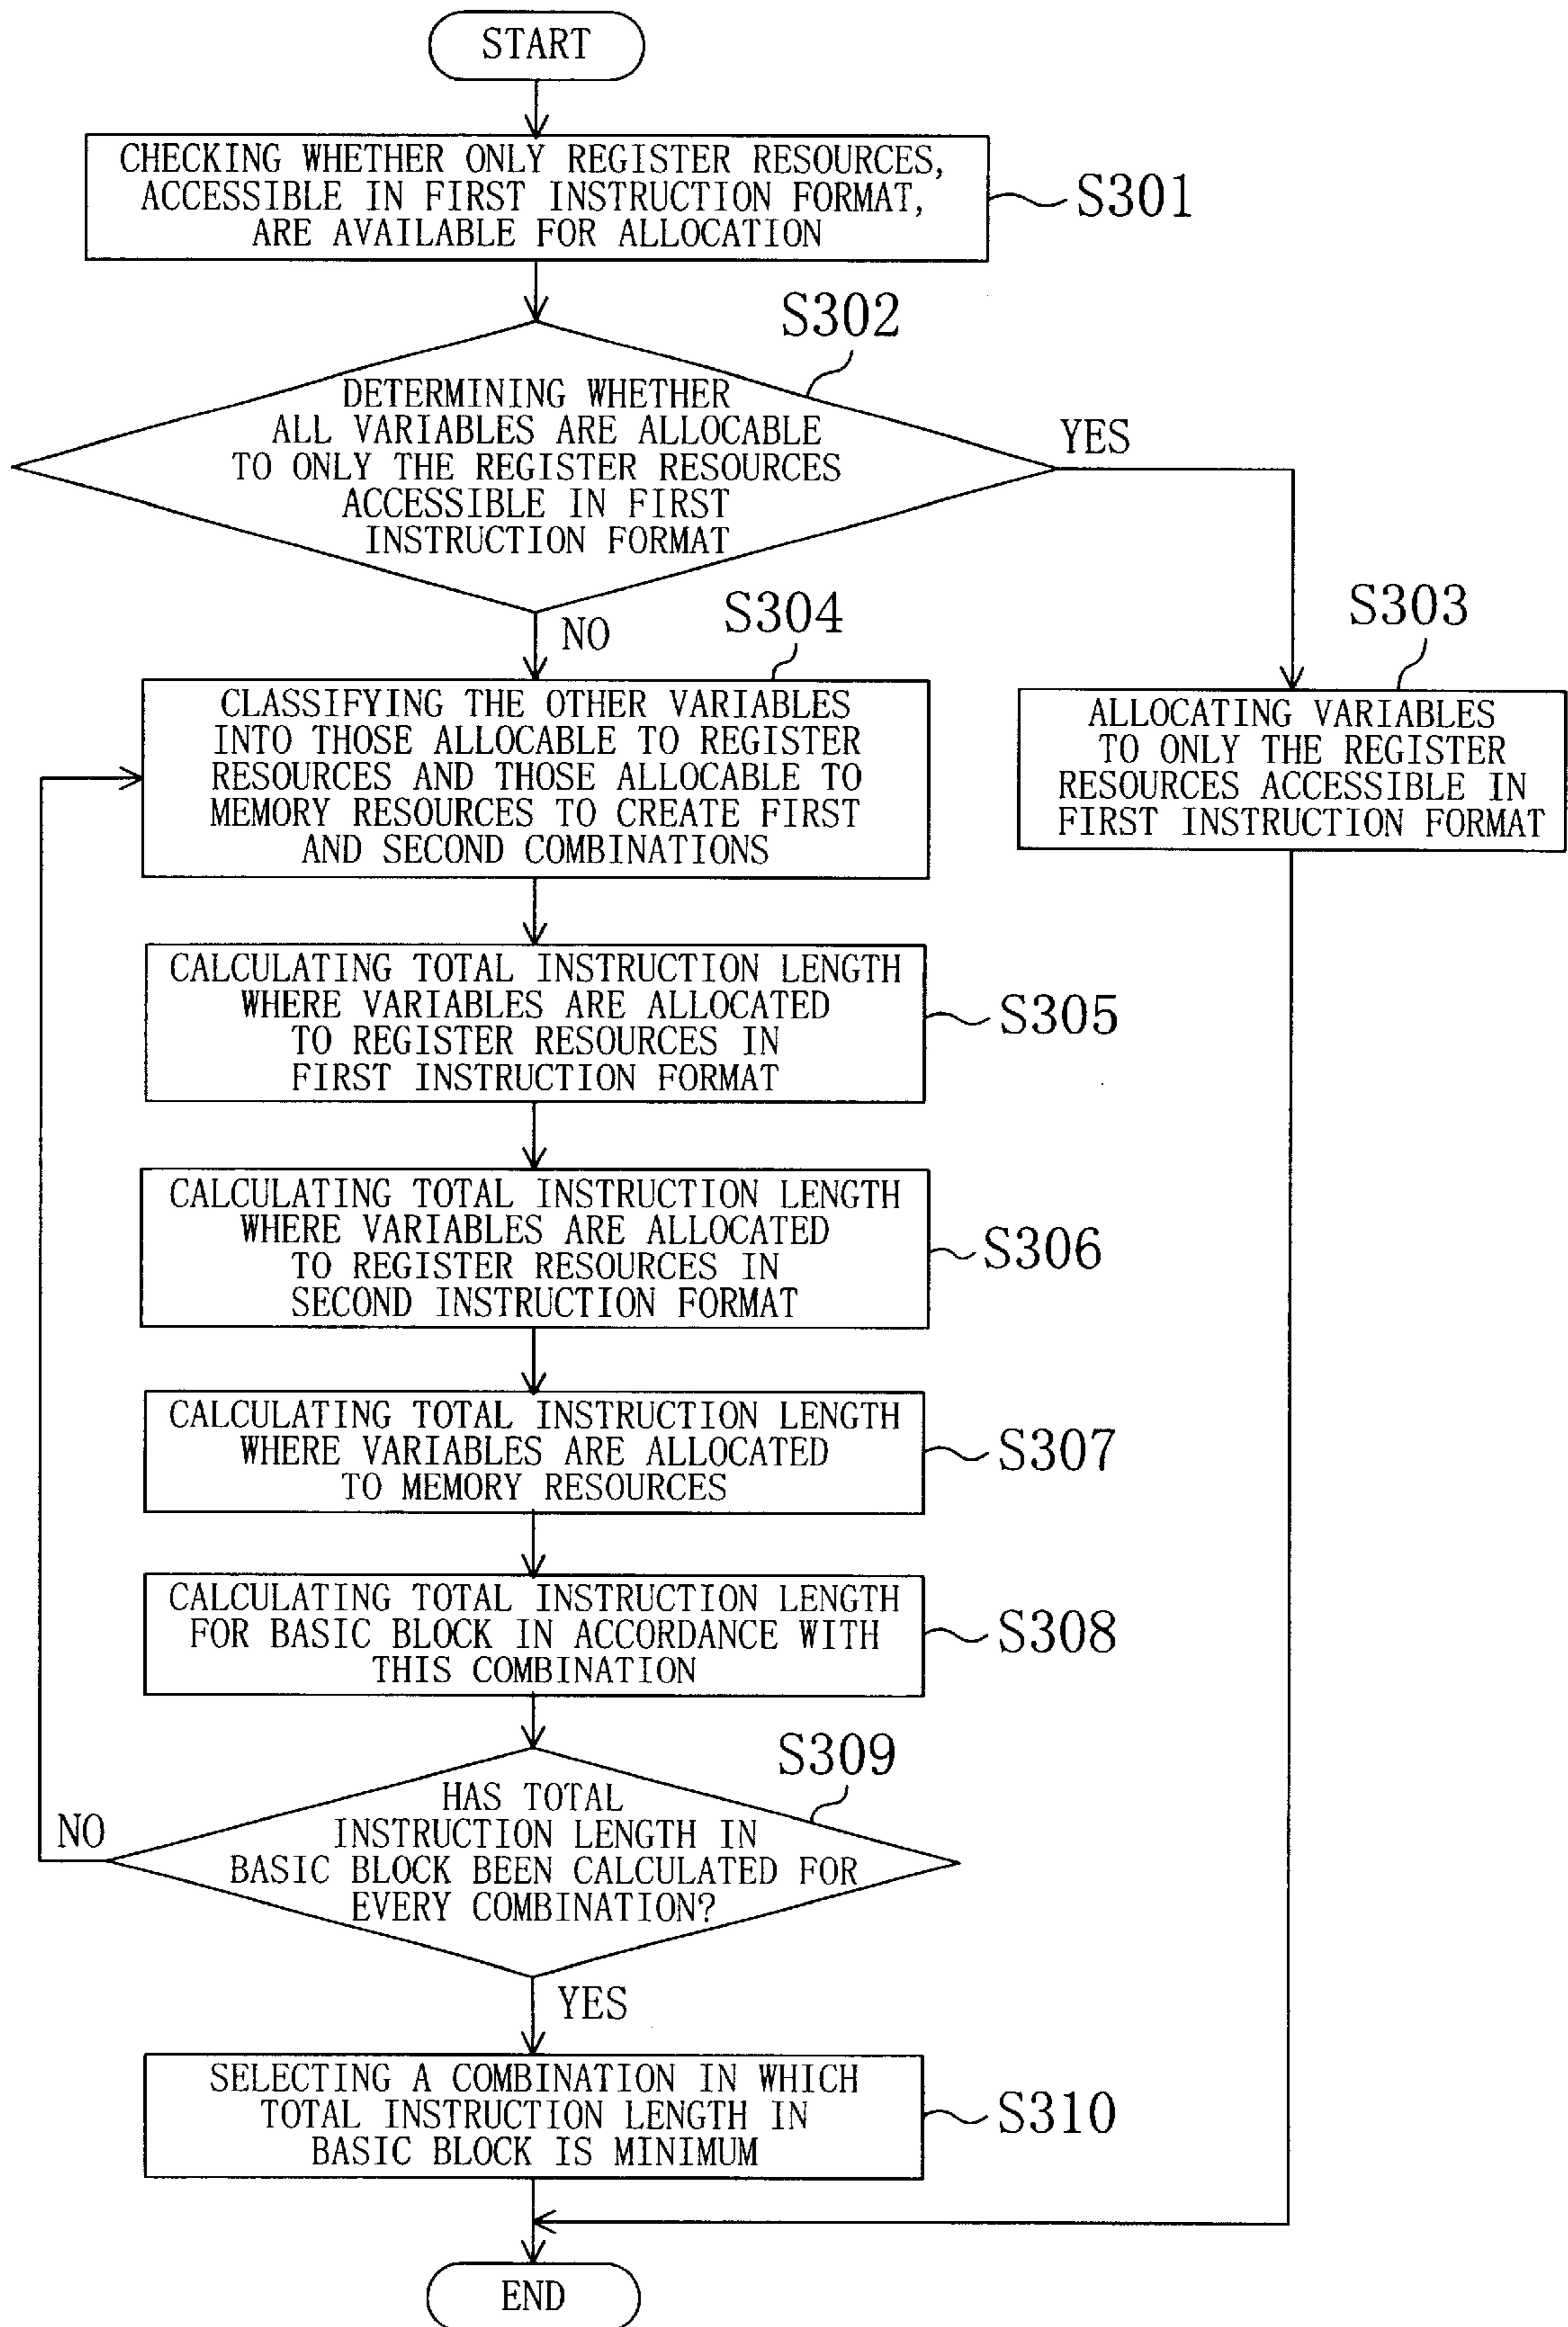 START
CHECKING WHETHER ONLY REGISTER RESOURCES,
ACCESSIBLE IN FIRST INSTRUCTION FORMAT,
ARE AVAILABLE FOR ALLOCATION
S301
S302
DETERMINING WHETHER
ALL VARIABLES ARE ALLOCABLE
TO ONLY THE REGISTER RESOURCES
ACCESSIBLE IN FIRST
INSTRUCTION FORMAT
YES
NO
S303
ALLOCATING VARIABLES
TO ONLY THE REGISTER
RESOURCES ACCESSIBLE IN
FIRST INSTRUCTION FORMAT
S304
CLASSIFYING THE OTHER VARIABLES
INTO THOSE ALLOCABLE TO REGISTER
RESOURCES AND THOSE ALLOCABLE TO
MEMORY RESOURCES TO CREATE FIRST
AND SECOND COMBINATIONS
CALCULATING TOTAL INSTRUCTION LENGTH
WHERE VARIABLES ARE ALLOCATED
TO REGISTER RESOURCES IN
FIRST INSTRUCTION FORMAT
S305
CALCULATING TOTAL INSTRUCTION LENGTH
WHERE VARIABLES ARE ALLOCATED
TO REGISTER RESOURCES IN
SECOND INSTRUCTION FORMAT
S306
CALCULATING TOTAL INSTRUCTION LENGTH
WHERE VARIABLES ARE ALLOCATED
TO MEMORY RESOURCES
S307
CALCULATING TOTAL INSTRUCTION LENGTH
FOR BASIC BLOCK IN ACCORDANCE WITH
THIS COMBINATION
S308
S309
HAS TOTAL
INSTRUCTION LENGTH IN
BASIC BLOCK BEEN CALCULATED FOR
EVERY COMBINATION?
NO
YES
SELECTING A COMBINATION IN WHICH
TOTAL INSTRUCTION LENGTH IN
BASIC BLOCK IS MINIMUM
S310
END